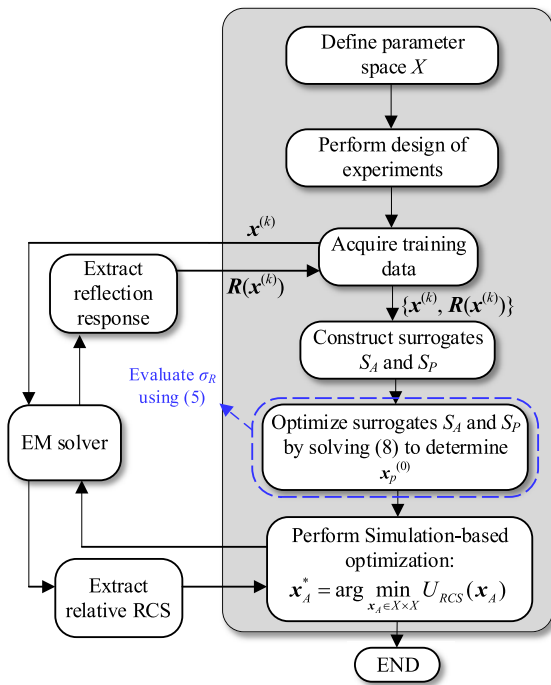 Define parameter
space X
Perform design of
experiments
x^(k)
Acquire training
data
Extract
reflection
response
R(x^(k))
{x^(k), R(x^(k))}
Construct surrogates
S_A and S_P
Evaluate σ_R
using (5)
Optimize surrogates S_A and S_P
by solving (8) to determine
x_p^(0)
EM solver
Perform Simulation-based
optimization:
x_A^* = arg min_{x_A∈X×X} U_RCS(x_A)
Extract
relative RCS
END